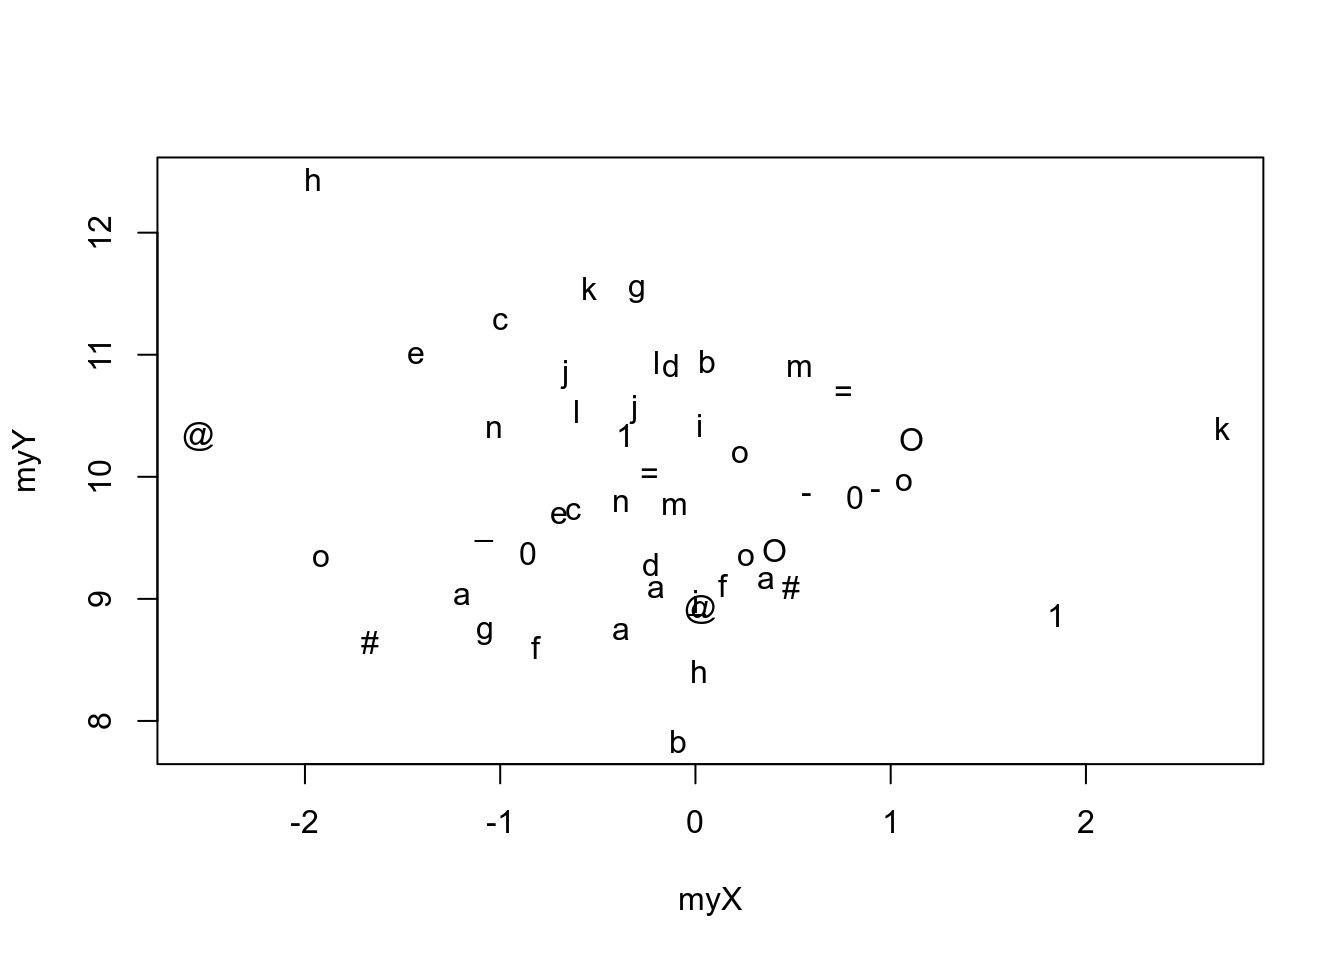 h
12
k g
c
e 11 l d b m
j =
l j
n 1 i
@ O k
o
myY 10 =
n m - 0 - o
e c
_ 0 O
o d o
a a f a #
9 i
@ 1
# g f a
h
8 b
-2 -1 0 1 2
myX